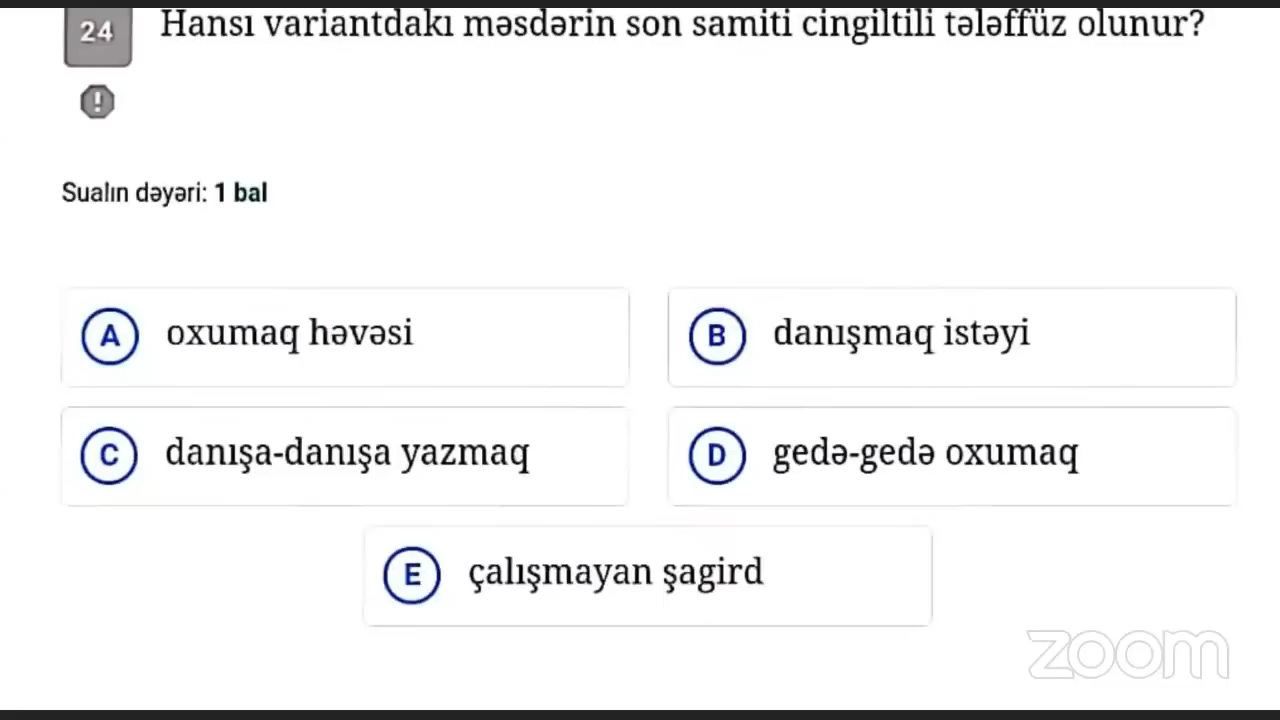 24 Hansı variantdakı məsdərin son samiti cingiltili tələffüz olunur?
Sualın dəyəri: 1 bal
A oxumaq həvəsi
B danışmaq istəyi
C danışa-danışa yazmaq
D gedə-gedə oxumaq
E çalışmayan şagird
zoom